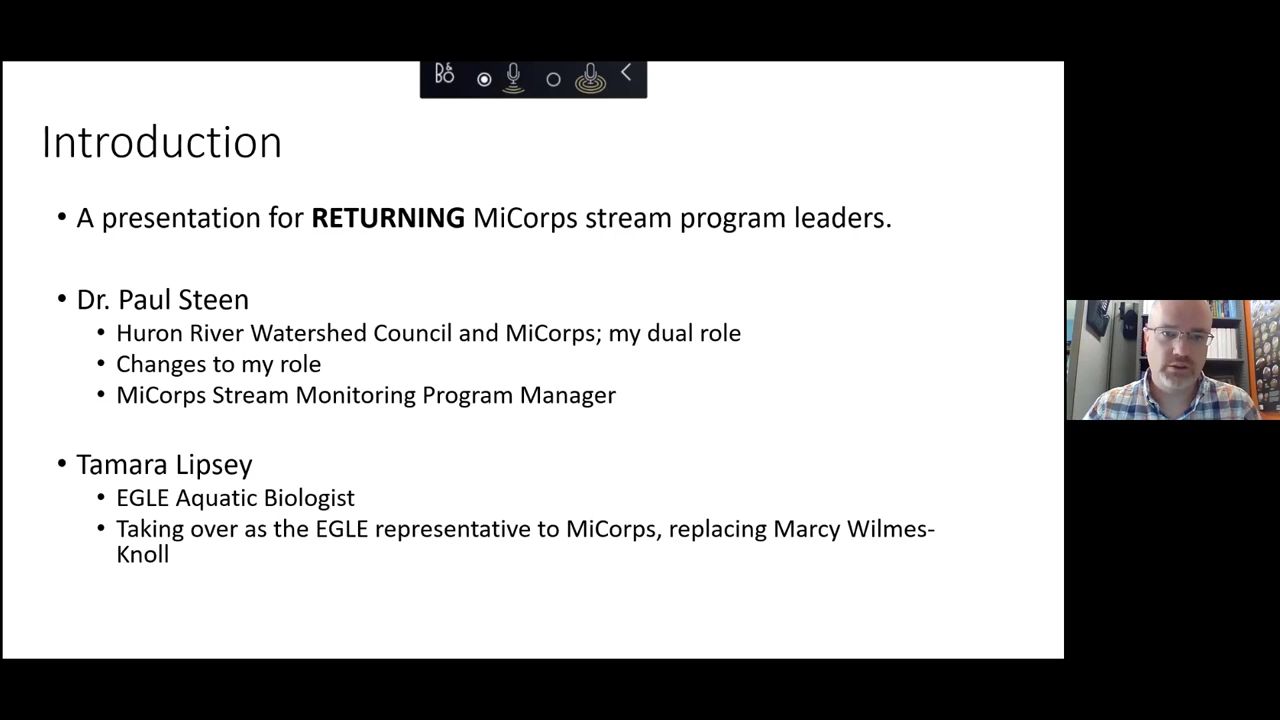 B&O
Introduction
• A presentation for RETURNING MiCorps stream program leaders.
• Dr. Paul Steen
• Huron River Watershed Council and MiCorps; my dual role
• Changes to my role
• MiCorps Stream Monitoring Program Manager
• Tamara Lipsey
• EGLE Aquatic Biologist
• Taking over as the EGLE representative to MiCorps, replacing Marcy Wilmes-
Knoll